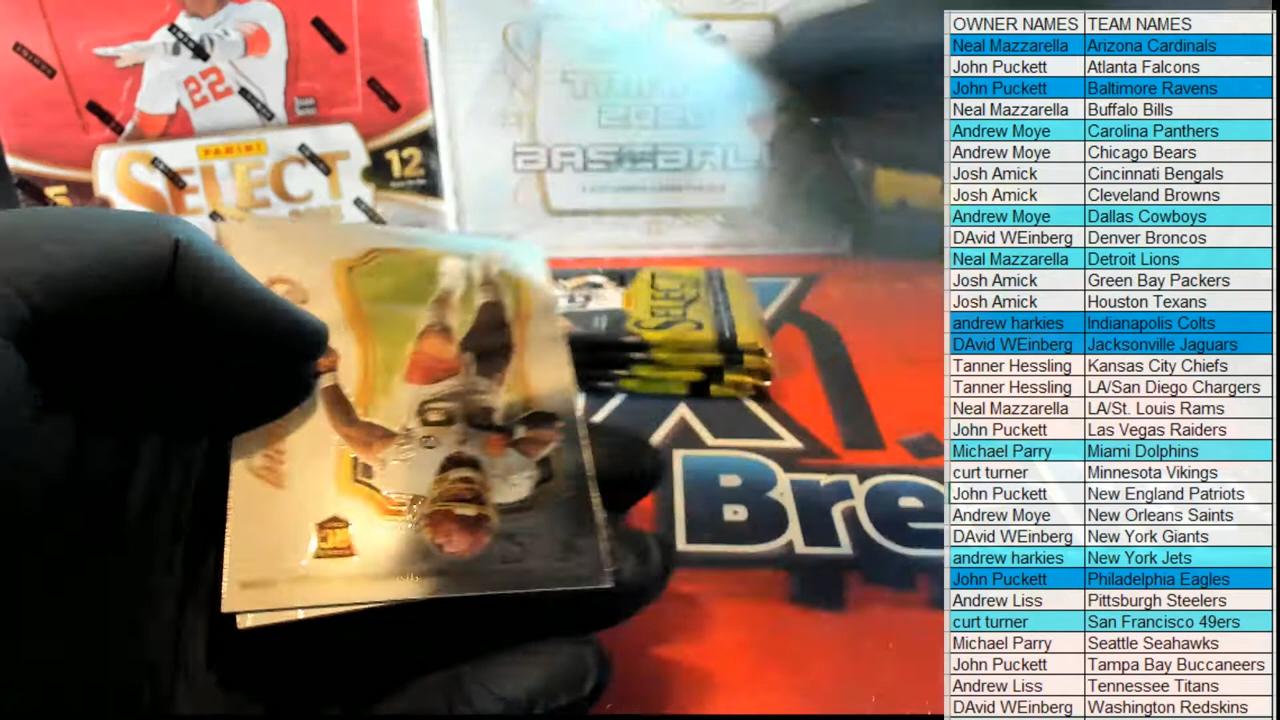 22
PANINI
SELECT
12
BASEBALL
SELECT
Bre
OWNER NAMES TEAM NAMES
Neal Mazzarella Arizona Cardinals
John Puckett Atlanta Falcons
John Puckett Baltimore Ravens
Neal Mazzarella Buffalo Bills
Andrew Moye Carolina Panthers
Andrew Moye Chicago Bears
Josh Amick Cincinnati Bengals
Josh Amick Cleveland Browns
Andrew Moye Dallas Cowboys
DAvid WEinberg Denver Broncos
Neal Mazzarella Detroit Lions
Josh Amick Green Bay Packers
Josh Amick Houston Texans
andrew harkies Indianapolis Colts
DAvid WEinberg Jacksonville Jaguars
Tanner Hessling Kansas City Chiefs
Tanner Hessling LA/San Diego Chargers
Neal Mazzarella LA/St. Louis Rams
John Puckett Las Vegas Raiders
Michael Parry Miami Dolphins
curt turner Minnesota Vikings
John Puckett New England Patriots
Andrew Moye New Orleans Saints
DAvid WEinberg New York Giants
andrew harkies New York Jets
John Puckett Philadelphia Eagles
Andrew Liss Pittsburgh Steelers
curt turner San Francisco 49ers
Michael Parry Seattle Seahawks
John Puckett Tampa Bay Buccaneers
Andrew Liss Tennessee Titans
DAvid WEinberg Washington Redskins